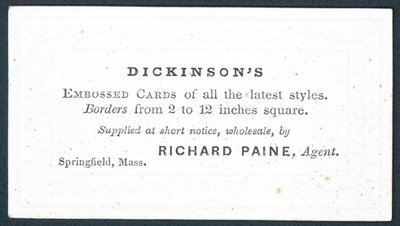 DICKINSON'S
EMBOSSED CARDS of all the latest styles.
Borders from 2 to 12 inches square.
Supplied at short notice, wholesale, by
RICHARD PAINE, Agent.
Springfield, Mass.